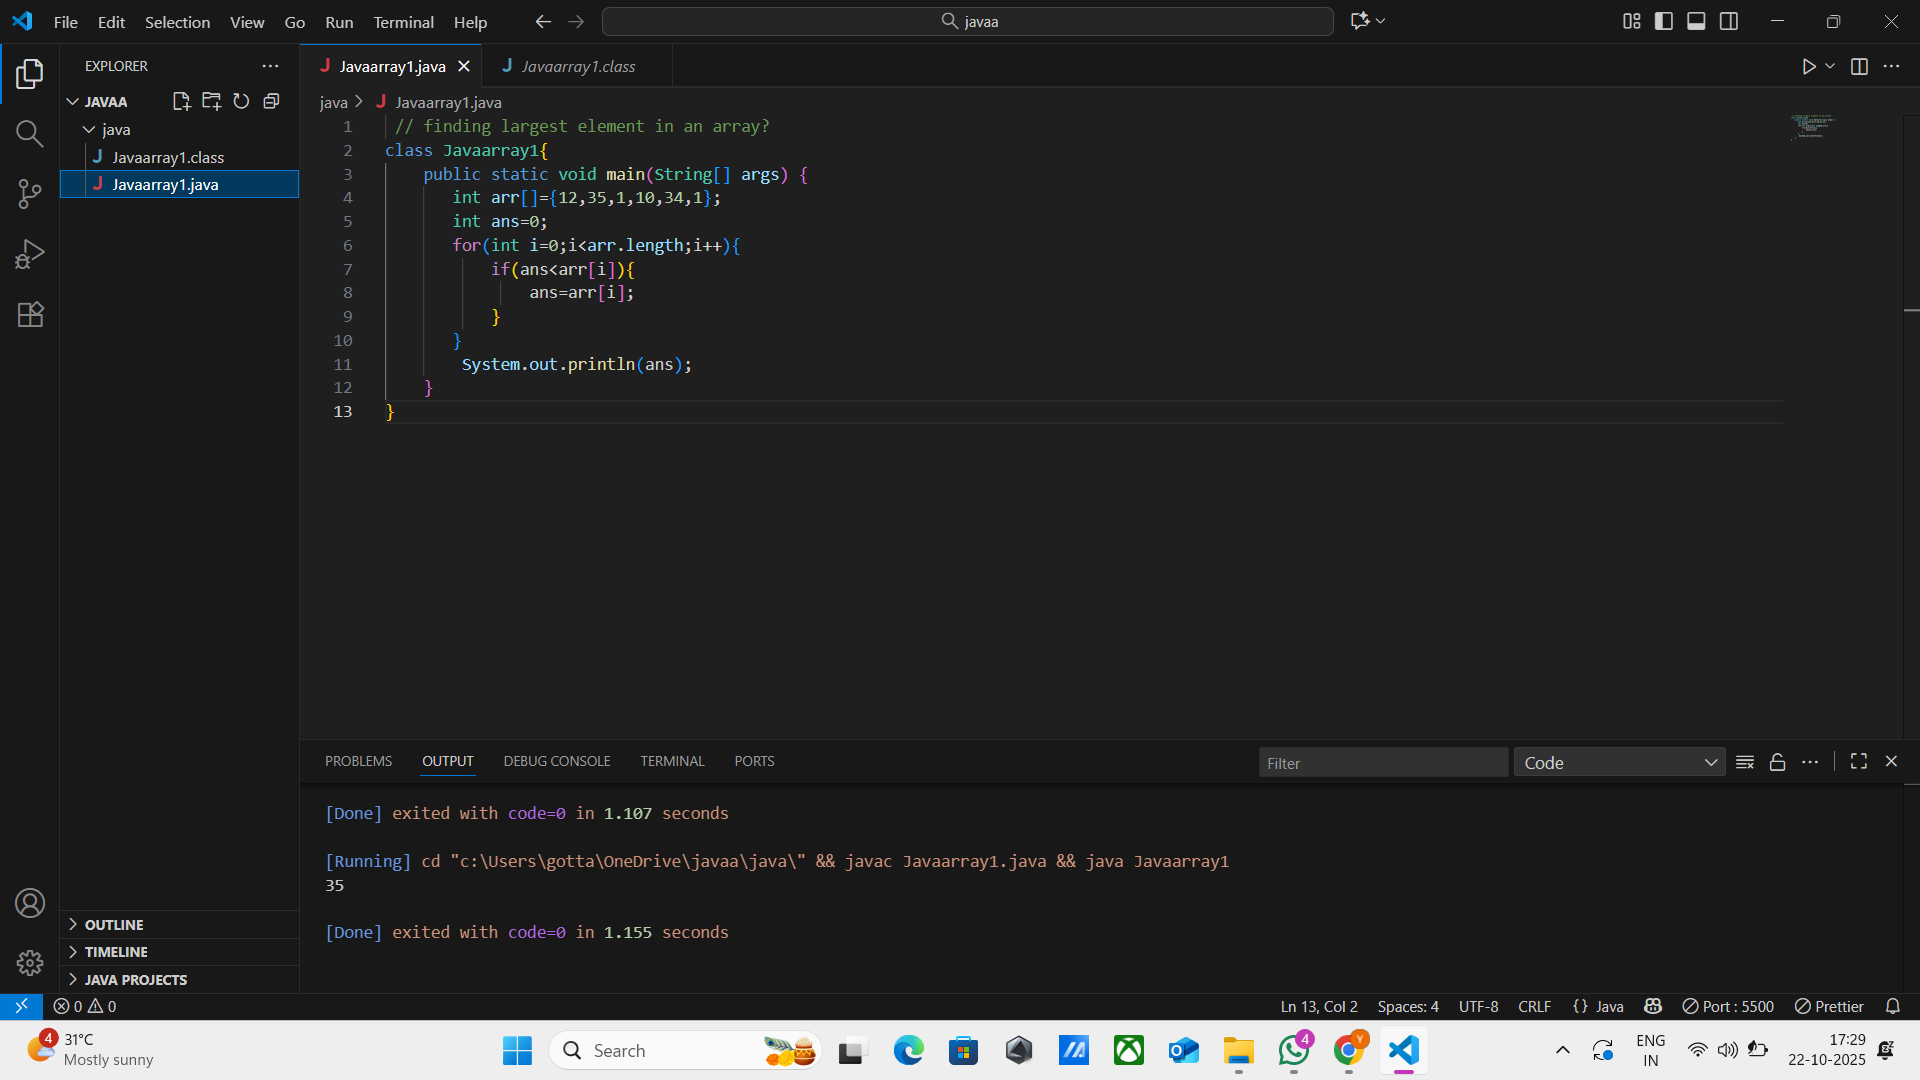 File Edit Selection View Go Run Terminal Help
javaa
EXPLORER
JAVAA
java
Javaarray1.class
Javaarray1.java
Javaarray1.java
Javaarray1.class
java > Javaarray1.java
1 // finding largest element in an array?
2 class Javaarray1{
3 public static void main(String[] args) {
4 int arr[]={12,35,1,10,34,1};
5 int ans=0;
6 for(int i=0;i<arr.length;i++){
7 if(ans<arr[i]){
8 ans=arr[i];
9 }
10 }
11 System.out.println(ans);
12 }
13 }
PROBLEMS OUTPUT DEBUG CONSOLE TERMINAL PORTS
Filter
Code
[Done] exited with code=0 in 1.107 seconds
[Running] cd "c:\Users\gotta\OneDrive\javaa\java\" && javac Javaarray1.java && java Javaarray1
35
[Done] exited with code=0 in 1.155 seconds
OUTLINE
TIMELINE
JAVA PROJECTS
0 0
Ln 13, Col 2 Spaces: 4 UTF-8 CRLF {} Java Port : 5500 Prettier
4
31°C
Mostly sunny
Search
4
Y
ENG
IN
17:29
22-10-2025